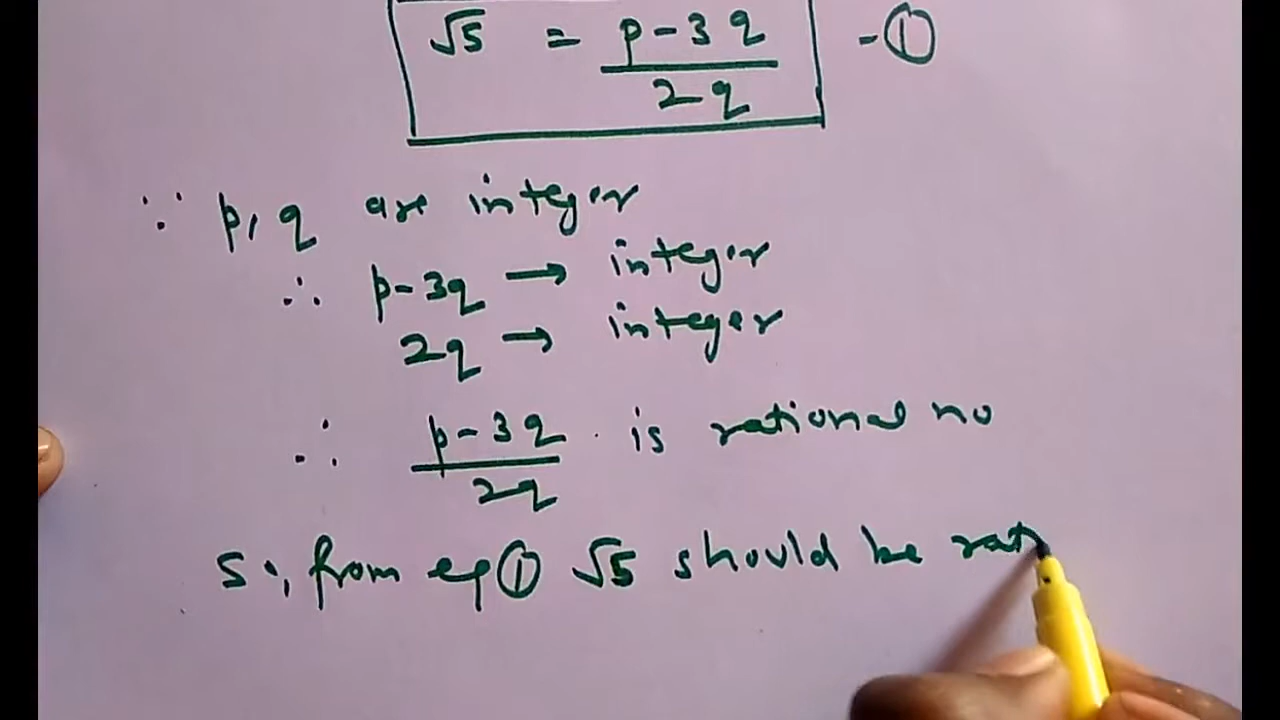 √5 = p-3q / 2q - ①
∵ p, q are integer
∴ p-3q → integer
2q → integer
∴ p-3q / 2q is rational no
So, from eq ① √5 should be rat